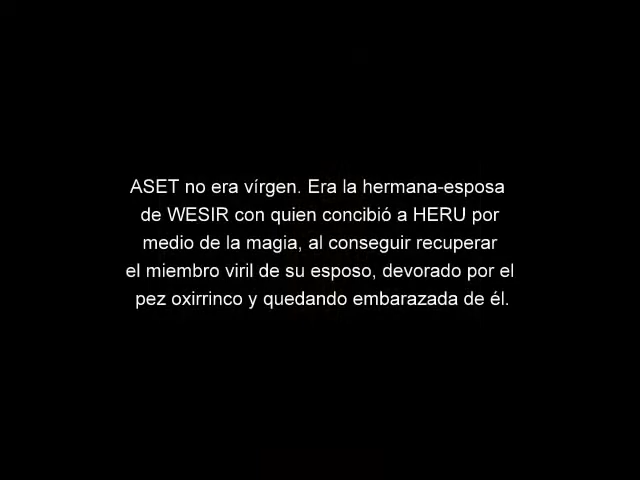 ASET no era vírgen. Era la hermana-esposa
de WESIR con quien concibió a HERU por
medio de la magia, al conseguir recuperar
el miembro viril de su esposo, devorado por el
pez oxirrinco y quedando embarazada de él.